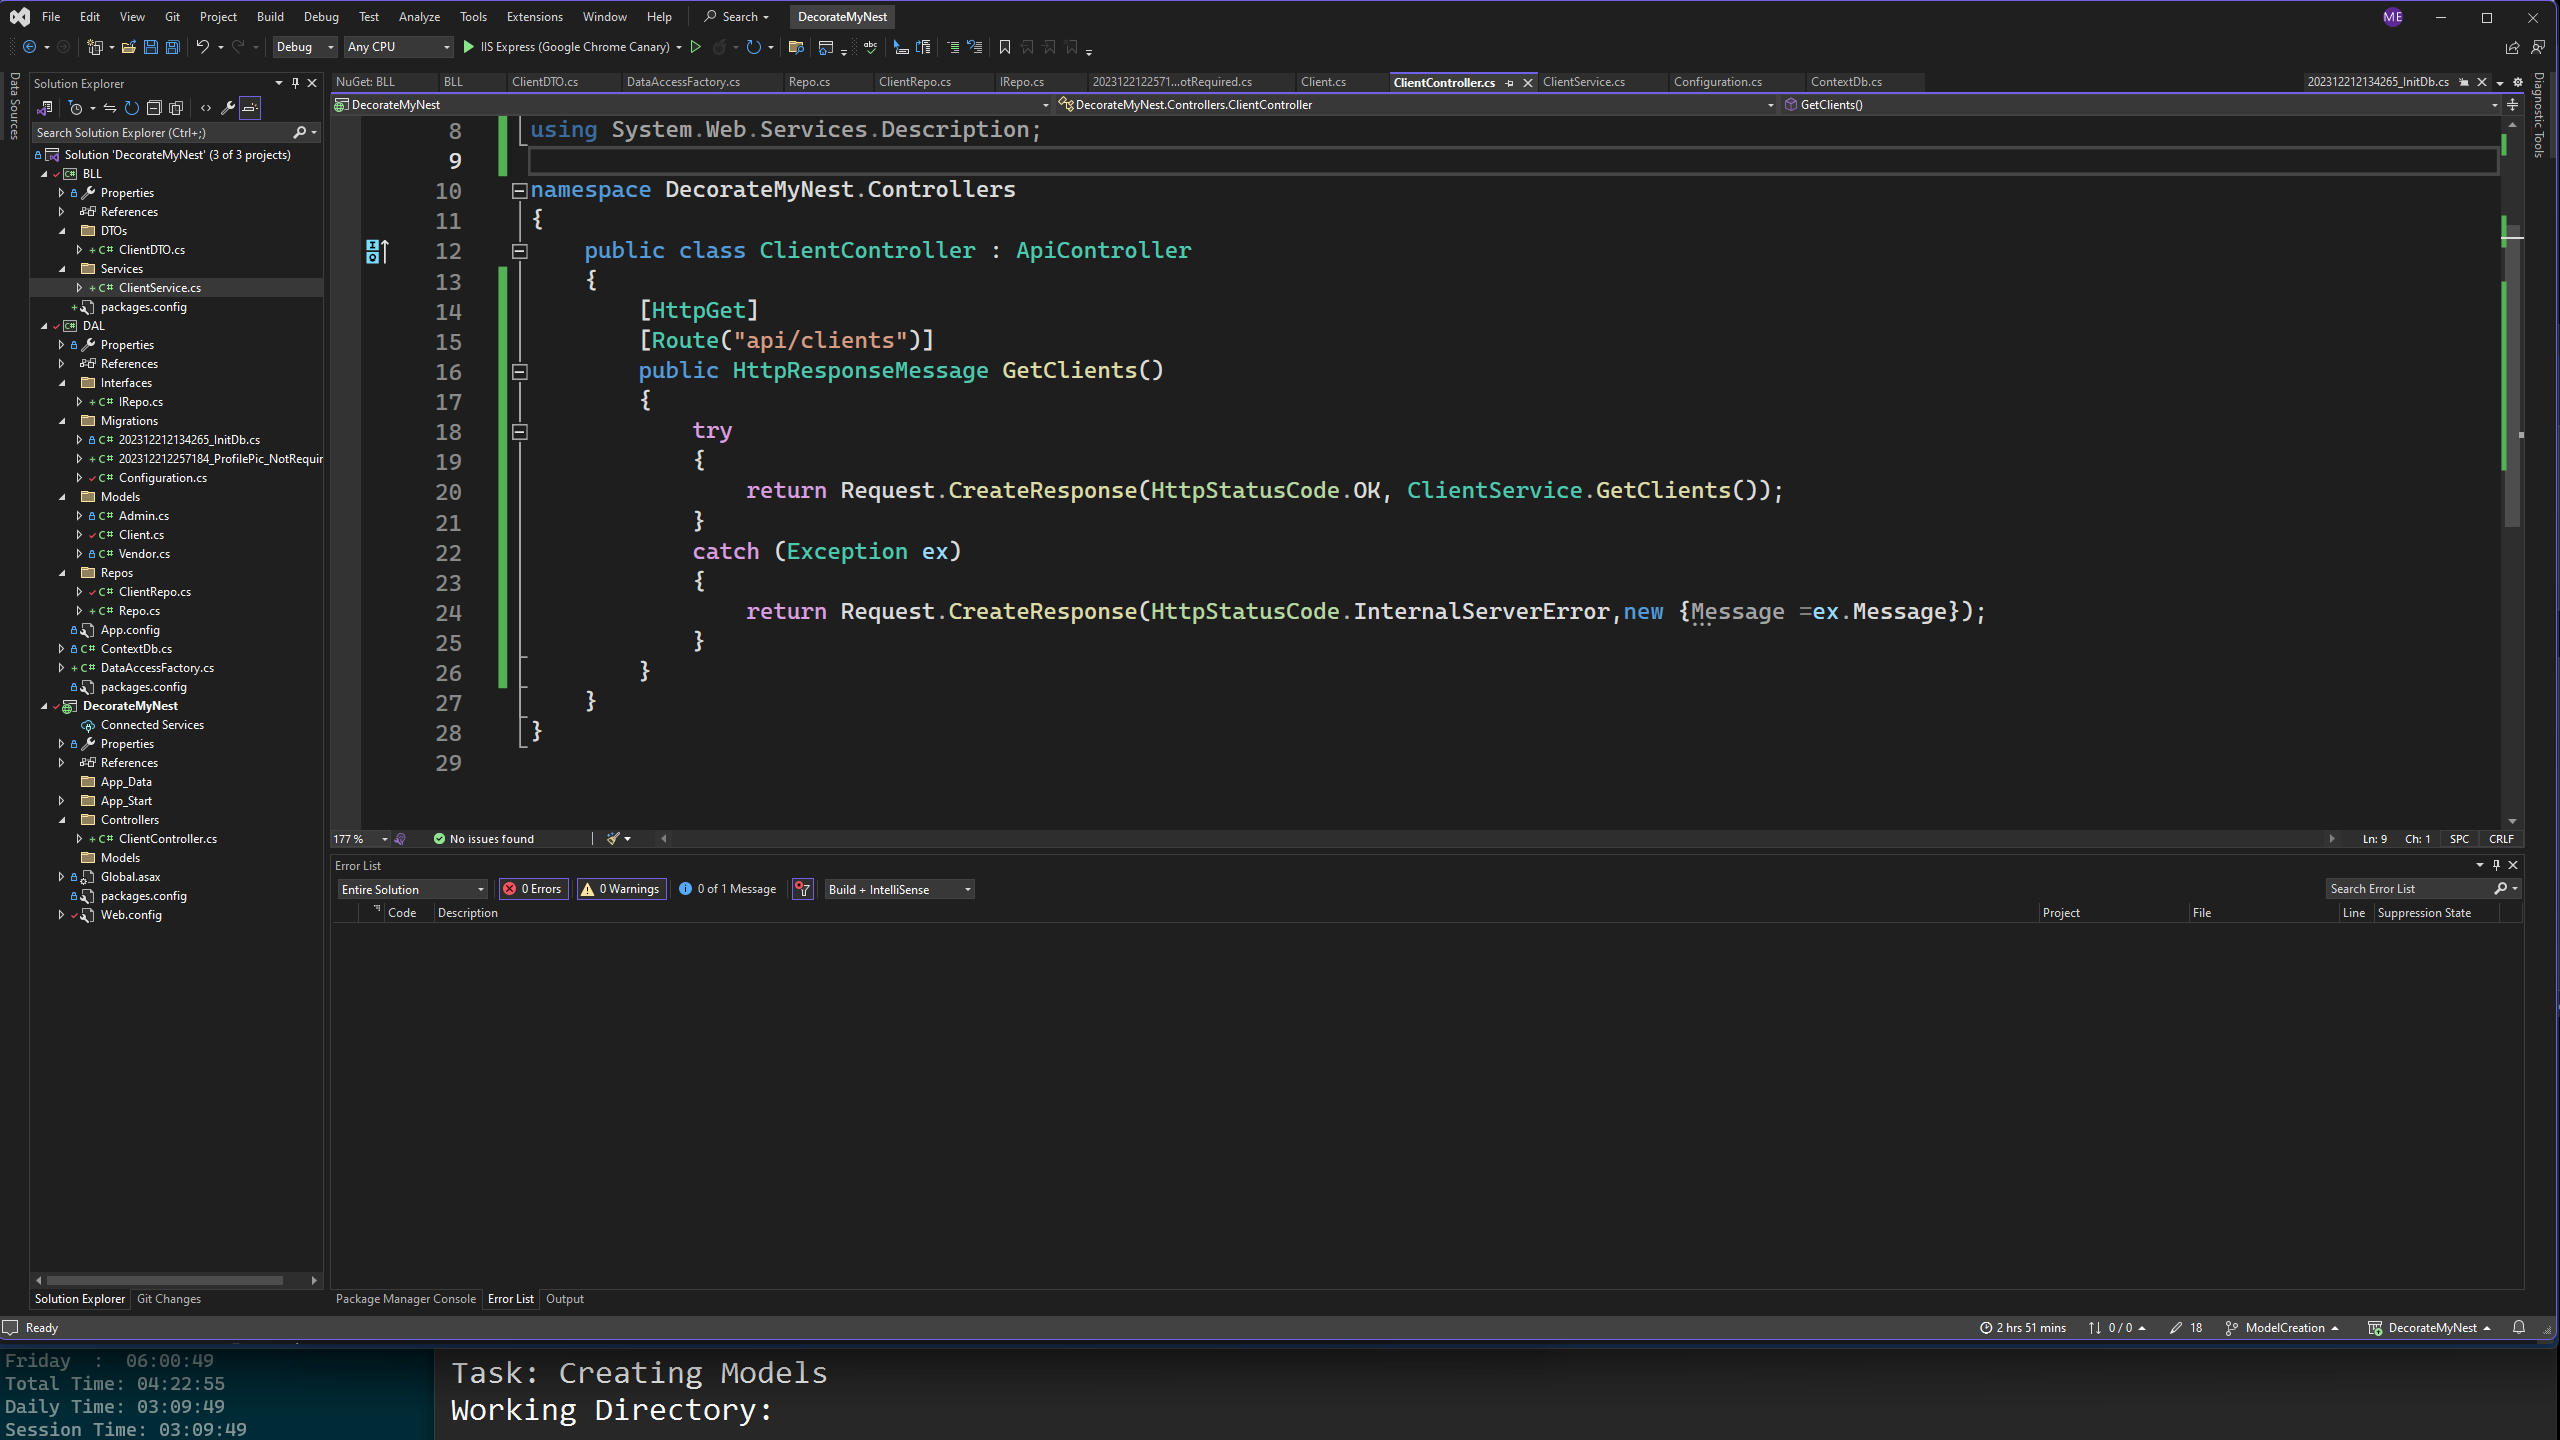 File Edit View Git Project Build Debug Test Analyze Tools Extensions Window Help Search DecorateMyNest ME
Debug Any CPU IIS Express (Google Chrome Canary)
Data Sources
Solution Explorer
Search Solution Explorer (Ctrl+;)
Solution 'DecorateMyNest' (3 of 3 projects)
BLL
Properties
References
DTOs
ClientDTO.cs
Services
ClientService.cs
packages.config
DAL
Properties
References
Interfaces
IRepo.cs
Migrations
202312212134265_InitDb.cs
202312212257184_ProfilePic_NotRequir
Configuration.cs
Models
Admin.cs
Client.cs
Vendor.cs
Repos
ClientRepo.cs
Repo.cs
App.config
ContextDb.cs
DataAccessFactory.cs
packages.config
DecorateMyNest
Connected Services
Properties
References
App_Data
App_Start
Controllers
ClientController.cs
Models
Global.asax
packages.config
Web.config
Solution Explorer Git Changes
NuGet: BLL BLL ClientDTO.cs DataAccessFactory.cs Repo.cs ClientRepo.cs IRepo.cs 2023122122571...otRequired.cs Client.cs ClientController.cs ClientService.cs Configuration.cs ContextDb.cs 202312212134265_InitDb.cs
DecorateMyNest DecorateMyNest.Controllers.ClientController GetClients()
8 using System.Web.Services.Description;
9
10 namespace DecorateMyNest.Controllers
11 {
12 public class ClientController : ApiController
13 {
14 [HttpGet]
15 [Route("api/clients")]
16 public HttpResponseMessage GetClients()
17 {
18 try
19 {
20 return Request.CreateResponse(HttpStatusCode.OK, ClientService.GetClients());
21 }
22 catch (Exception ex)
23 {
24 return Request.CreateResponse(HttpStatusCode.InternalServerError,new {Message =ex.Message});
25 }
26 }
27 }
28 }
29
177 % No issues found Ln: 9 Ch: 1 SPC CRLF
Diagnostic Tools
Error List
Entire Solution 0 Errors 0 Warnings 0 of 1 Message Build + IntelliSense Search Error List
Code Description Project File Line Suppression State
Package Manager Console Error List Output
Ready 2 hrs 51 mins 0 / 0 18 ModelCreation DecorateMyNest
Friday : 06:00:49
Total Time: 04:22:55
Daily Time: 03:09:49
Session Time: 03:09:49
Task: Creating Models
Working Directory: